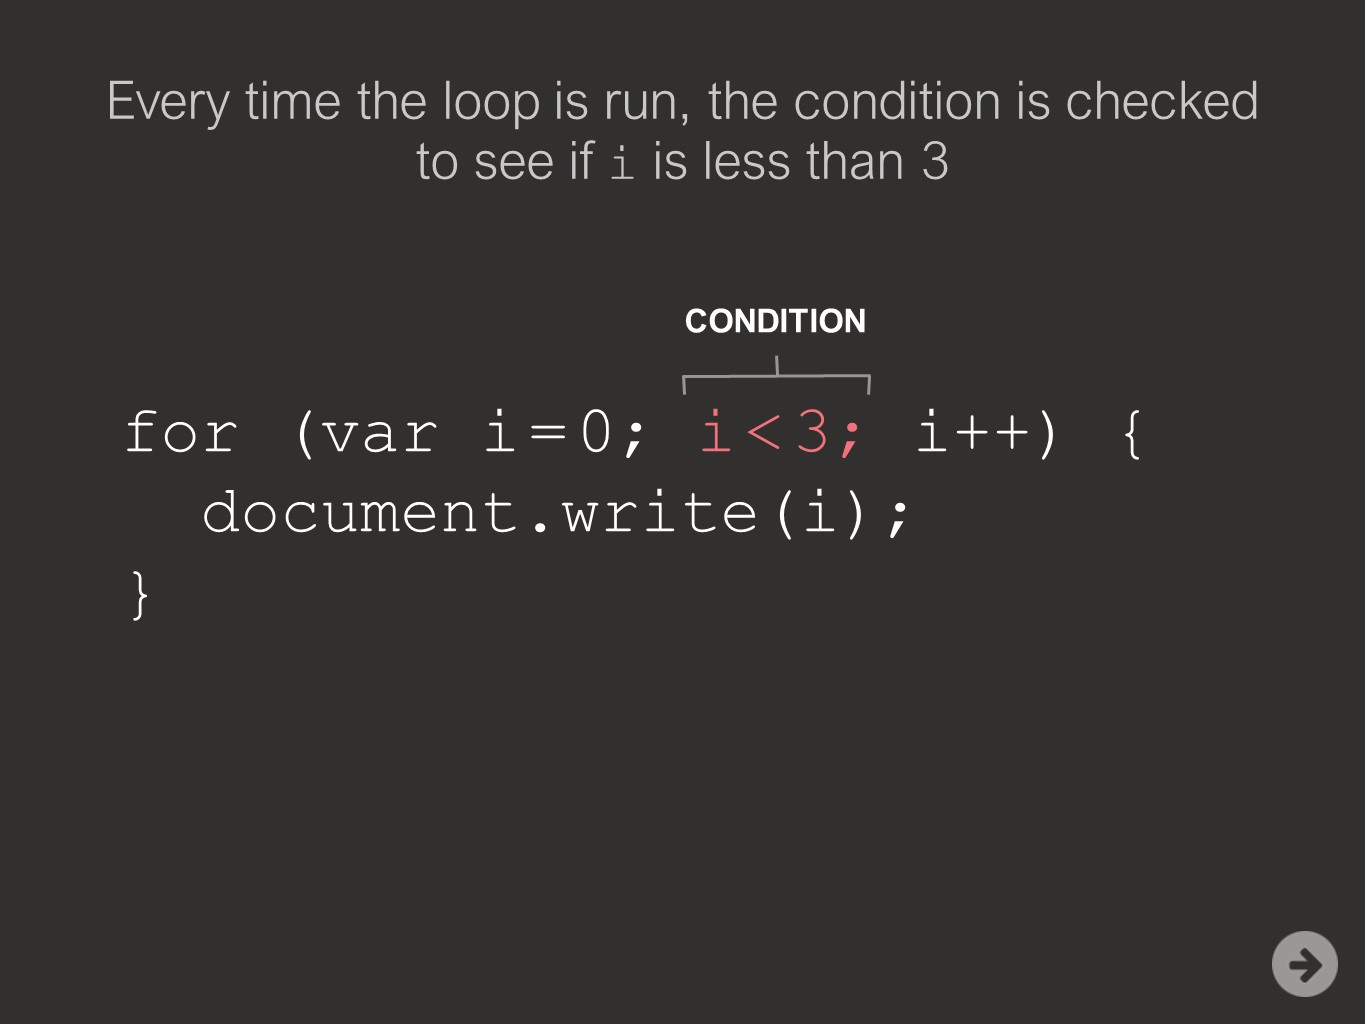 Every time the loop is run, the condition is checked
to see if i is less than 3
CONDITION
for (var i=0; i<3; i++) {
  document.write(i);
}